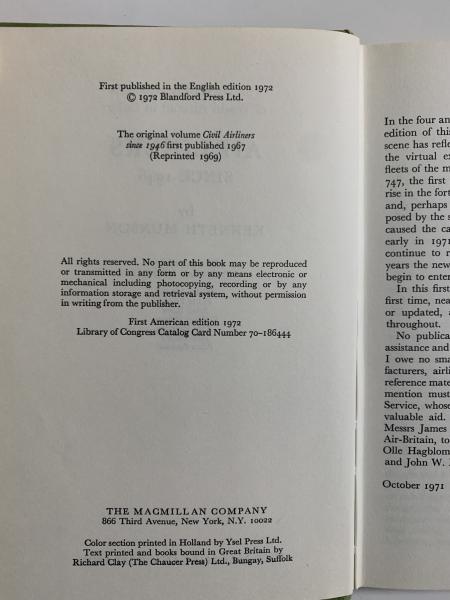 First published in the English edition 1972
© 1972 Blandford Press Ltd.
The original volume Civil Airliners
since 1946 first published 1967
(Reprinted 1969)
All rights reserved. No part of this book may be reproduced
or transmitted in any form or by any means electronic or
mechanical including photocopying, recording or by any
information storage and retrieval system, without permission
in writing from the publisher.
First American edition 1972
Library of Congress Catalog Card Number 70-186444
THE MACMILLAN COMPANY
866 Third Avenue, New York, N.Y. 10022
Color section printed in Holland by Ysel Press Ltd.
Text printed and books bound in Great Britain by
Richard Clay (The Chaucer Press) Ltd., Bungay, Suffolk
In the four an
edition of this
scene has refle
the virtual ex
fleets of the m
747, the first
rise in the fort
and, perhaps
posed by the s
caused the ca
early in 1971
continue to r
years the new
begin to enter
In this first
first time, nea
or updated, a
throughout.
No publica
assistance and
I owe no sma
facturers, airli
reference mate
mention must
Service, whose
valuable aid.
Messrs James
Air-Britain, to
Olle Hagblom
and John W.
October 1971